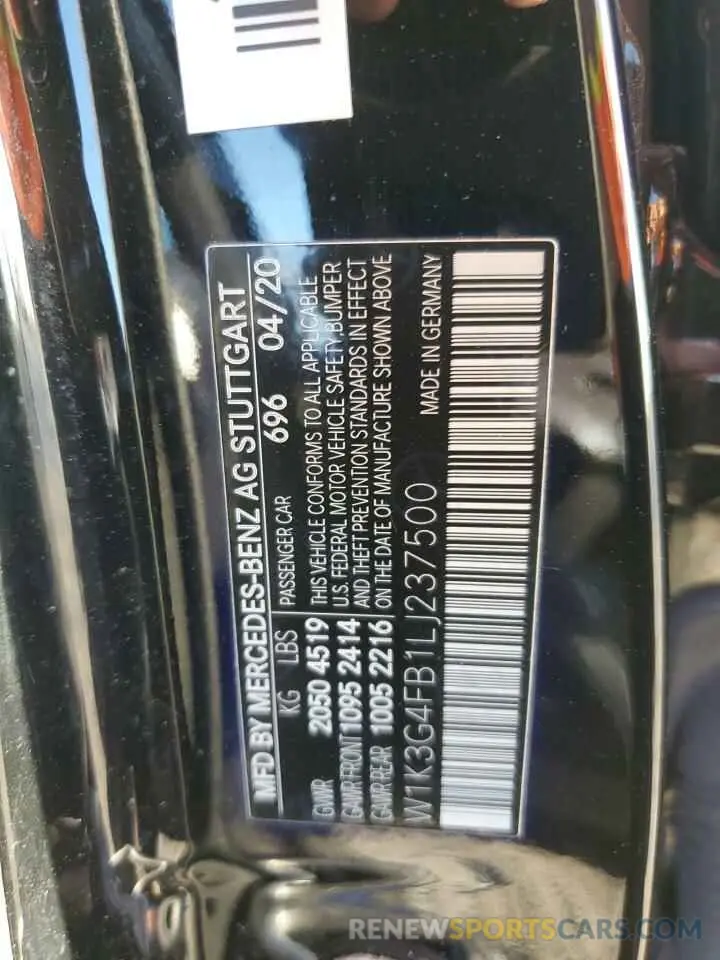 MFD BY MERCEDES-BENZ AG STUTTGART
KG LBS PASSENGER CAR 696 04/20
GVWR 2050 4519 THIS VEHICLE CONFORMS TO ALL APPLICABLE
GAWR FRONT 1095 2414 U.S. FEDERAL MOTOR VEHICLE SAFETY, BUMPER
GAWR REAR 1005 2216 AND THEFT PREVENTION STANDARDS IN EFFECT
ON THE DATE OF MANUFACTURE SHOWN ABOVE
W1K3G4FB1LJ237500 MADE IN GERMANY
RENEWSPORTSCARS.COM